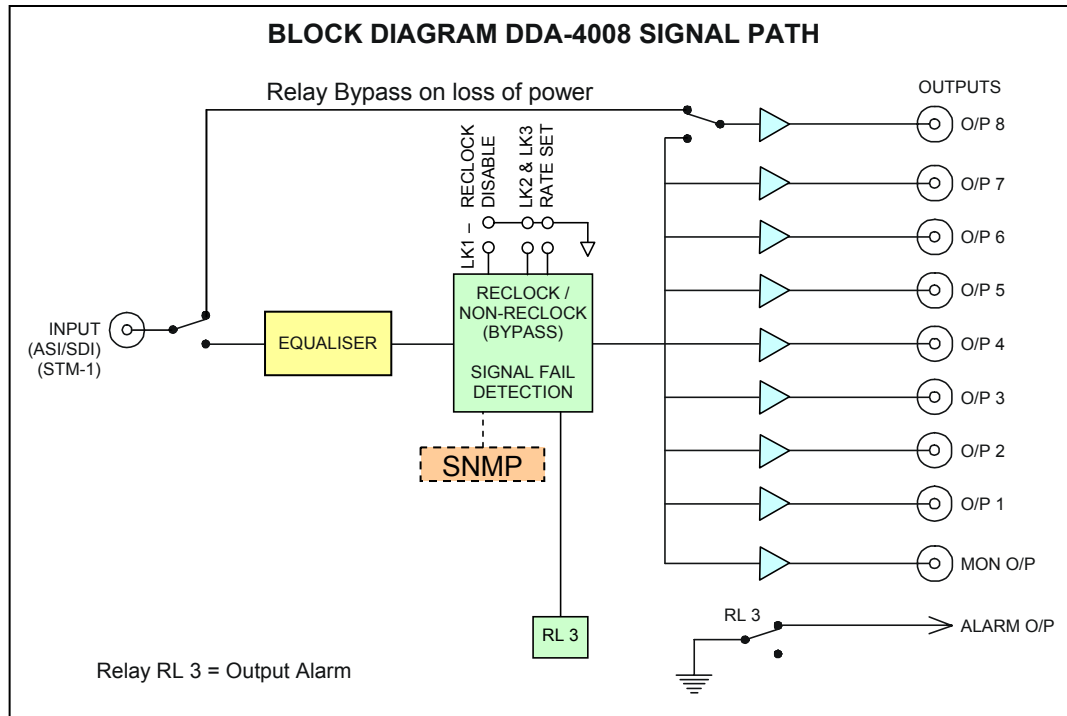 BLOCK DIAGRAM DDA-4008 SIGNAL PATH
Relay Bypass on loss of power
OUTPUTS
O/P 8
O/P 7
O/P 6
O/P 5
O/P 4
O/P 3
O/P 2
O/P 1
MON O/P
LK1 – RECLOCK
DISABLE
LK2 & LK3
RATE SET
INPUT
(ASI/SDI)
(STM-1)
EQUALISER
RECLOCK /
NON-RECLOCK
(BYPASS)
SIGNAL FAIL
DETECTION
SNMP
RL 3
RL 3
ALARM O/P
Relay RL 3 = Output Alarm